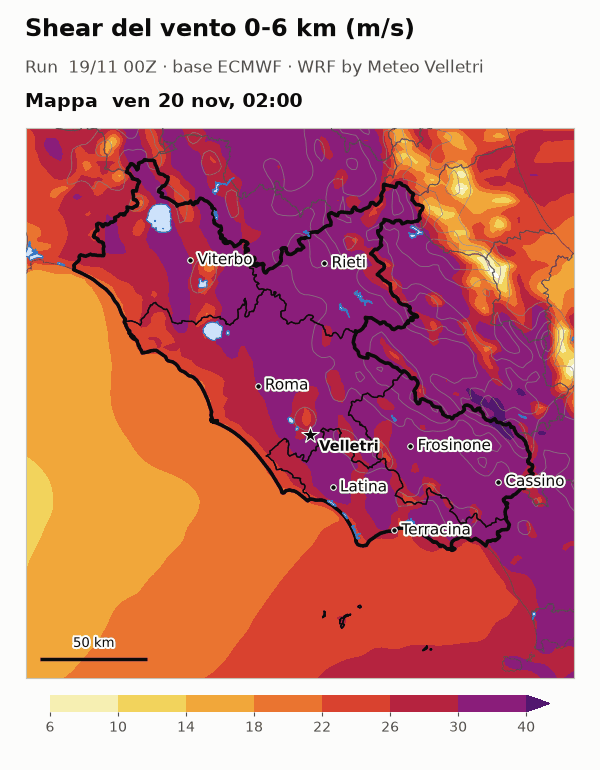 Shear del vento 0-6 km (m/s)
Run 19/11 00Z · base ECMWF · WRF by Meteo Velletri
Mappa ven 20 nov, 02:00
Viterbo
Rieti
Roma
Velletri
Frosinone
Latina
Cassino
Terracina
50 km
6 10 14 18 22 26 30 40